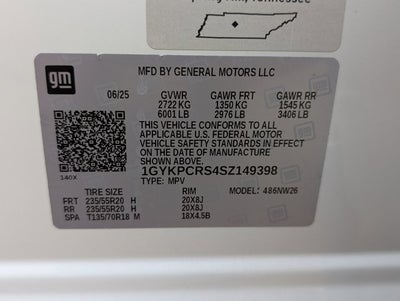 Tennessee
gm
MFD BY GENERAL MOTORS LLC
06/25 GVWR GAWR FRT GAWR RR
2722 KG 1350 KG 1545 KG
6001 LB 2976 LB 3406 LB
THIS VEHICLE CONFORMS TO ALL
APPLICABLE U.S. FEDERAL MOTOR
VEHICLE SAFETY STANDARDS IN EFFECT
ON THE DATE OF MANUFACTURE
SHOWN ABOVE.
1GYKPCRS4SZ149398
140X TYPE: MPV
TIRE SIZE RIM MODEL: 486NW26
FRT 235/55R20 H 20X8J
RR 235/55R20 H 20X8J
SPA T135/70R18 M 18X4.5B